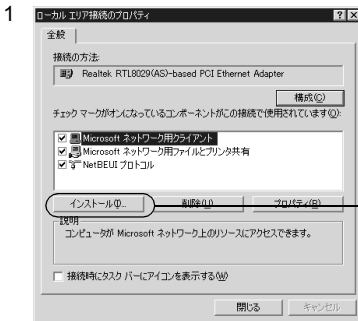 1
ローカル エリア接続のプロパティ
全般
接続の方法:
Realtek RTL8029(AS)-based PCI Ethernet Adapter
構成(C)
チェック マークがオンになっているコンポーネントがこの接続で使用されています(O):
Microsoft ネットワーク用クライアント
Microsoft ネットワーク用ファイルとプリンタ共有
NetBEUI プロトコル
インストール(I)... 削除(U) プロパティ(R)
説明
コンピュータが Microsoft ネットワーク上のリソースにアクセスできます。
接続時にタスク バーにアイコンを表示する(W)
閉じる キャンセル